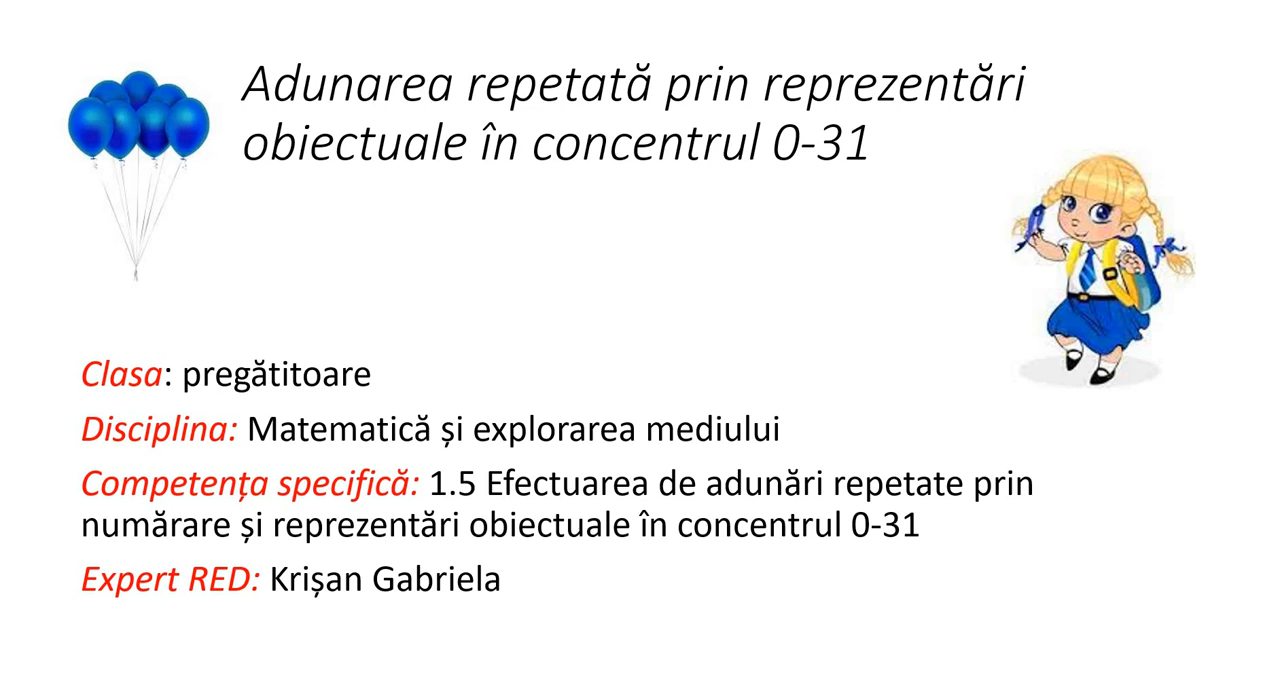 Adunarea repetată prin reprezentări
obiectuale în concentrul 0-31
Clasa: pregătitoare
Disciplina: Matematică și explorarea mediului
Competența specifică: 1.5 Efectuarea de adunări repetate prin
numărare și reprezentări obiectuale în concentrul 0-31
Expert RED: Krișan Gabriela